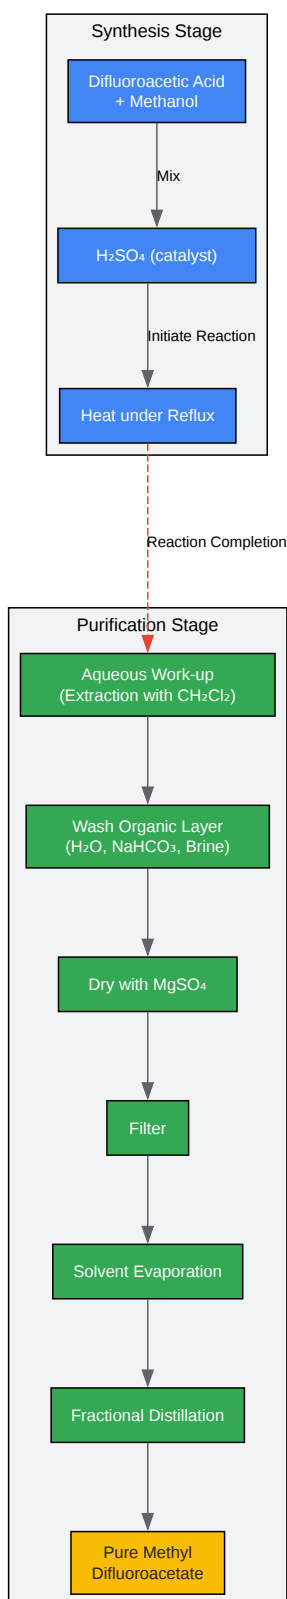 Synthesis Stage
Difluoroacetic Acid
+ Methanol
Mix
H₂SO₄ (catalyst)
Initiate Reaction
Heat under Reflux
Reaction Completion
Purification Stage
Aqueous Work-up
(Extraction with CH₂Cl₂)
Wash Organic Layer
(H₂O, NaHCO₃, Brine)
Dry with MgSO₄
Filter
Solvent Evaporation
Fractional Distillation
Pure Methyl
Difluoroacetate